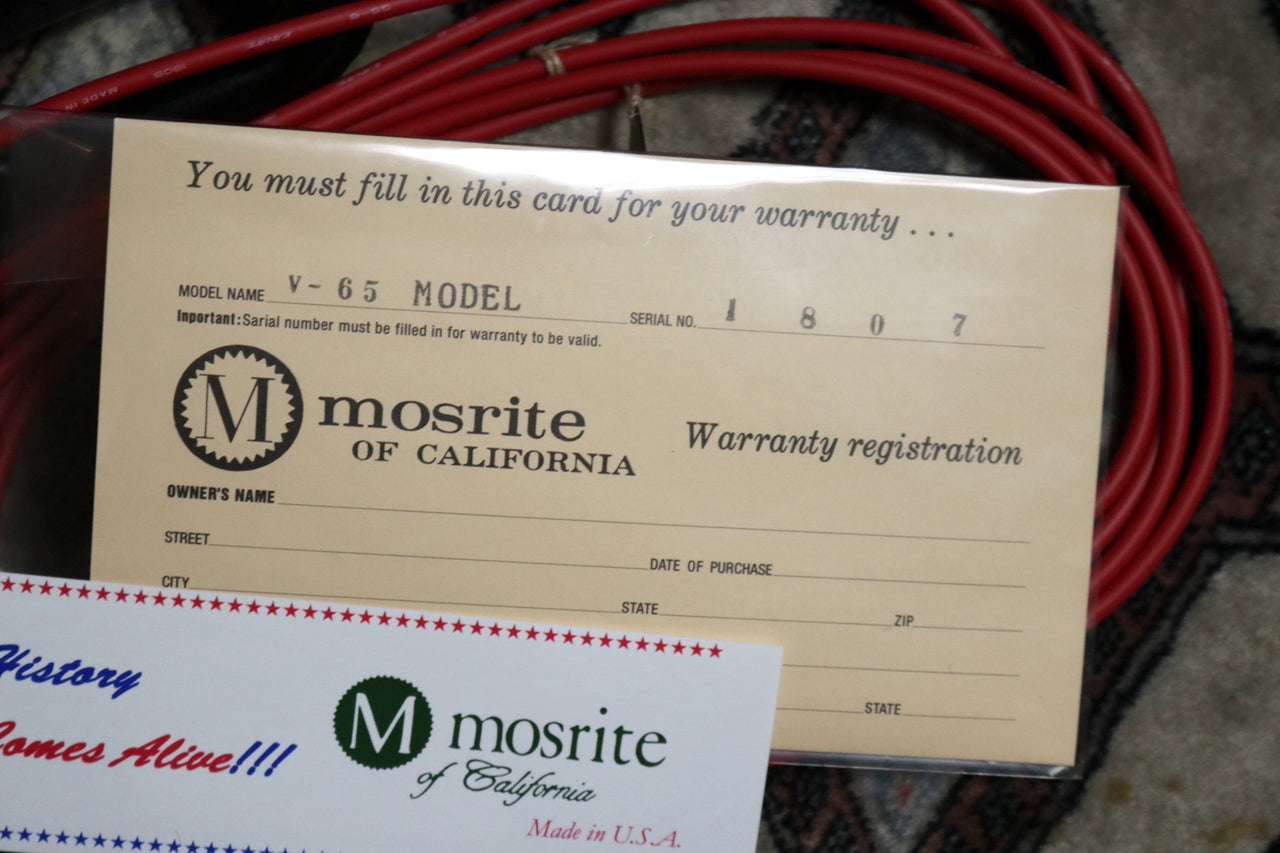 MADE IN
You must fill in this card for your warranty . . .
MODEL NAME V-65 MODEL SERIAL NO. 1 8 0 7
Inportant: Sarial number must be filled in for warranty to be valid.
M mosrite
OF CALIFORNIA
Warranty registration
OWNER'S NAME
STREET DATE OF PURCHASE
CITY STATE ZIP
STATE
History
Comes Alive!!!
M mosrite
of California
Made in U.S.A.